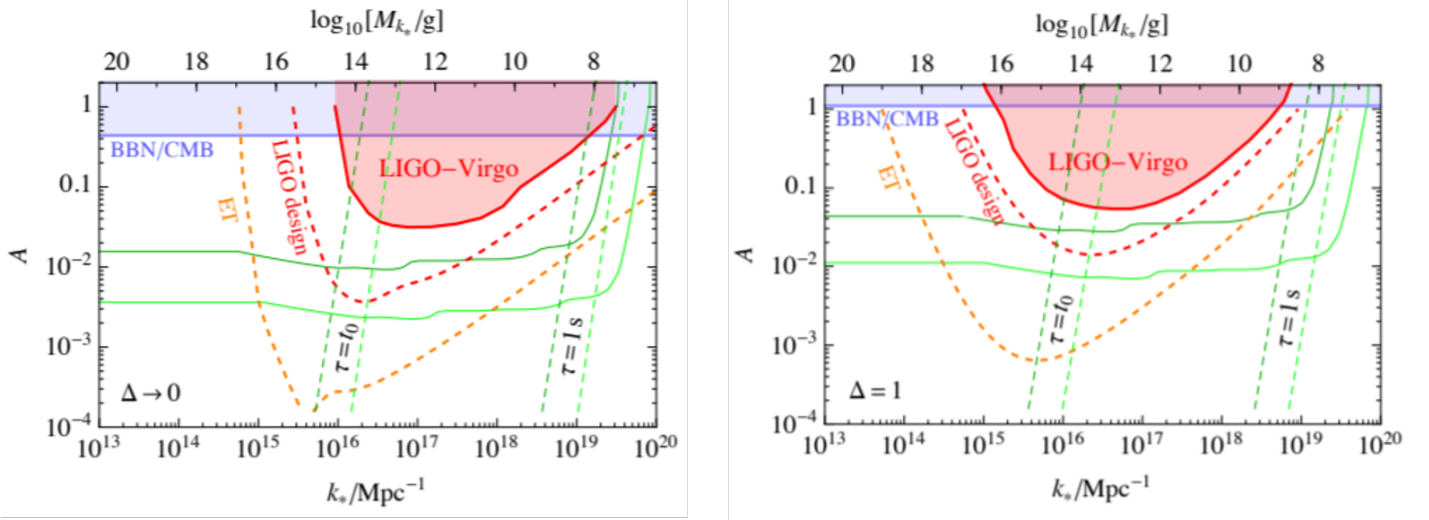 log₁₀[M_{k*}/g]
20 18 16 14 12 10 8
1
BBN/CMB
LIGO–Virgo
LIGO design
ET
0.1
A
10⁻²
10⁻³
τ = t₀
τ = 1 s
Δ → 0
10⁻⁴
10¹³ 10¹⁴ 10¹⁵ 10¹⁶ 10¹⁷ 10¹⁸ 10¹⁹ 10²⁰
k*/Mpc⁻¹
log₁₀[M_{k*}/g]
20 18 16 14 12 10 8
1
BBN/CMB
LIGO–Virgo
LIGO design
ET
0.1
A
10⁻²
10⁻³
τ = t₀
τ = 1 s
Δ = 1
10⁻⁴
10¹³ 10¹⁴ 10¹⁵ 10¹⁶ 10¹⁷ 10¹⁸ 10¹⁹ 10²⁰
k*/Mpc⁻¹